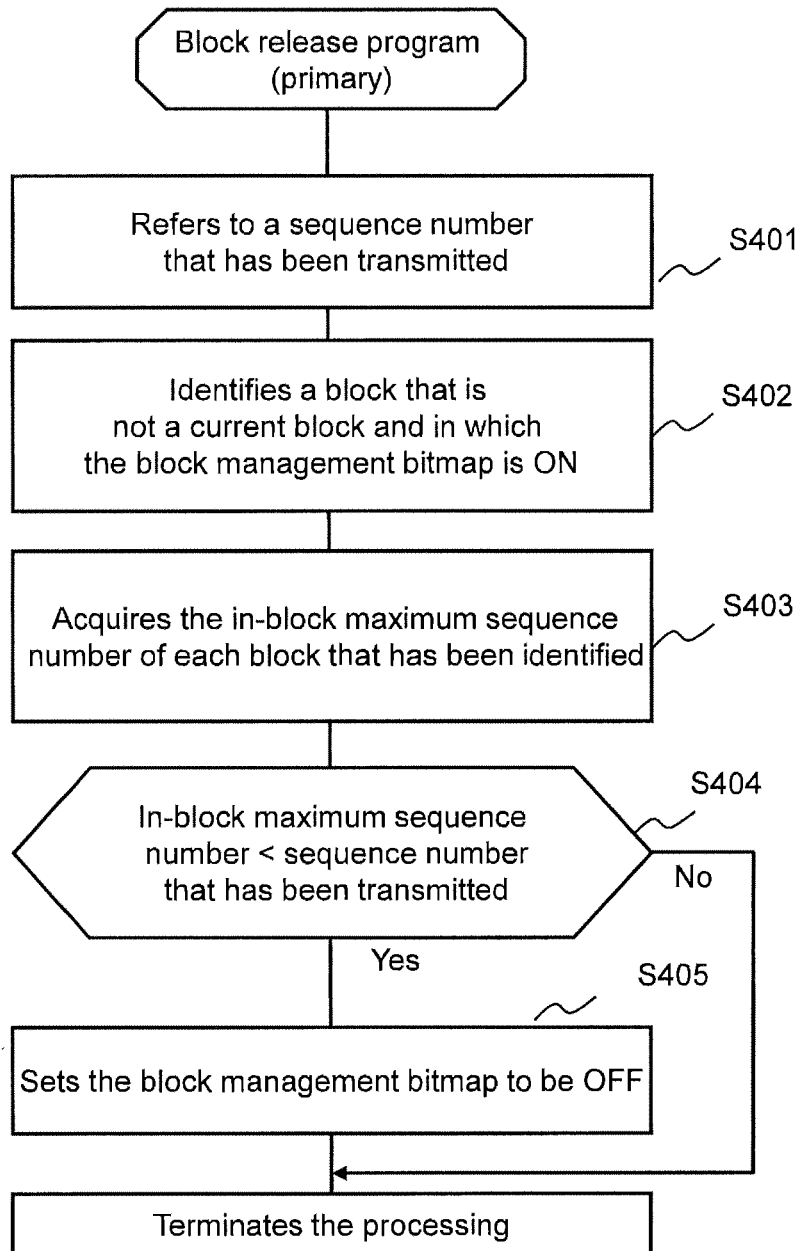 Block release program
(primary)
Refers to a sequence number
that has been transmitted
S401
Identifies a block that is
not a current block and in which
the block management bitmap is ON
S402
Acquires the in-block maximum sequence
number of each block that has been identified
S403
In-block maximum sequence
number < sequence number
that has been transmitted
S404
No
Yes
S405
Sets the block management bitmap to be OFF
Terminates the processing